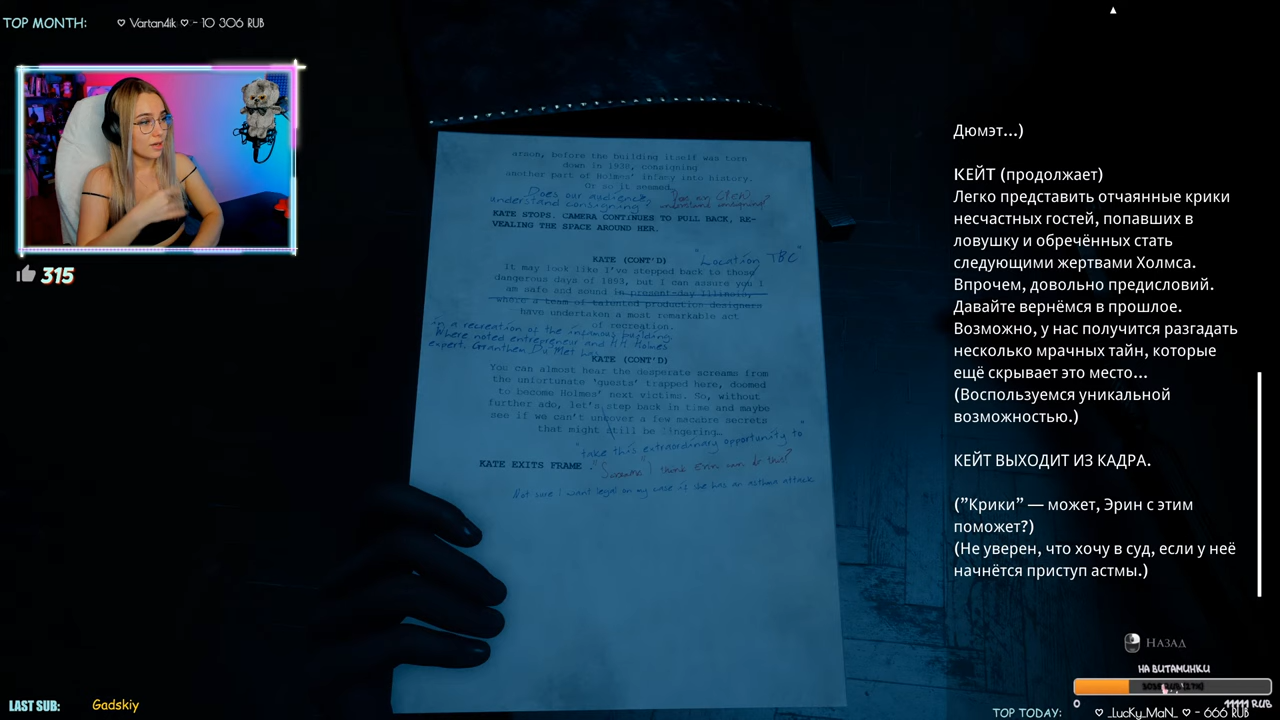 TOP MONTH: ♡ Vartan4ik ♡ - 10 306 RUB
315
down in 1938, consigning
another part of Holmes' infamy into history.
Or so it seemed.
Does our audience
understand consigning?
KATE STOPS. CAMERA CONTINUES TO PULL BACK, RE-
VEALING THE SPACE AROUND HER.
KATE (CONT'D)
"Location TBC"
It may look like I've stepped back to those
dangerous days of 1893, but I can assure you I
am safe and sound in present-day Illinois,
where a team of talented production designers
have undertaken a most remarkable act
of recreation.
in a recreation of the infamous building
Where noted entrepreneur and H.H Holmes
expert, Granthem Du Met
KATE (CONT'D)
You can almost hear the desperate screams from
the unfortunate 'guests' trapped here, doomed
to become Holmes' next victims. So, without
further ado, let's step back in time and maybe
see if we can't uncover a few macabre secrets
that might still be lingering
"take this extraordinary opportunity to"
KATE EXITS FRAME
"Screams" I think Erin can do this?
Not sure i want legal on my case if she has an asthma attack
Дюмэт...)
КЕЙТ (продолжает)
Легко представить отчаянные крики
несчастных гостей, попавших в
ловушку и обречённых стать
следующими жертвами Холмса.
Впрочем, довольно предисловий.
Давайте вернёмся в прошлое.
Возможно, у нас получится разгадать
несколько мрачных тайн, которые
ещё скрывает это место...
(Воспользуемся уникальной
возможностью.)
КЕЙТ ВЫХОДИТ ИЗ КАДРА.
("Крики" — может, Эрин с этим
поможет?)
(Не уверен, что хочу в суд, если у неё
начнётся приступ астмы.)
НАЗАД
НА ВИТАМИНКИ
0
1111 RUB
LAST SUB: Gadskiy
TOP TODAY: ♡ _lucKy_MaN_ ♡ - 666 RUB